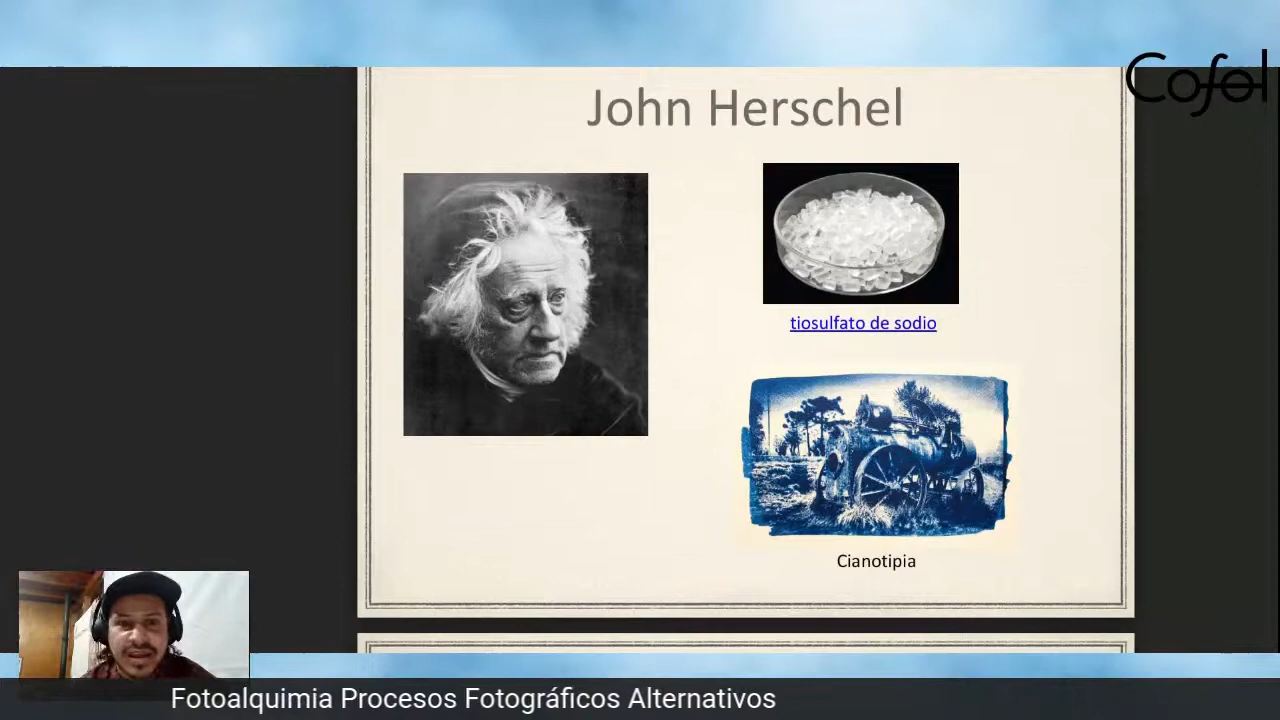 Cofol
John Herschel
tiosulfato de sodio
Cianotipia
Fotoalquimia Procesos Fotográficos Alternativos